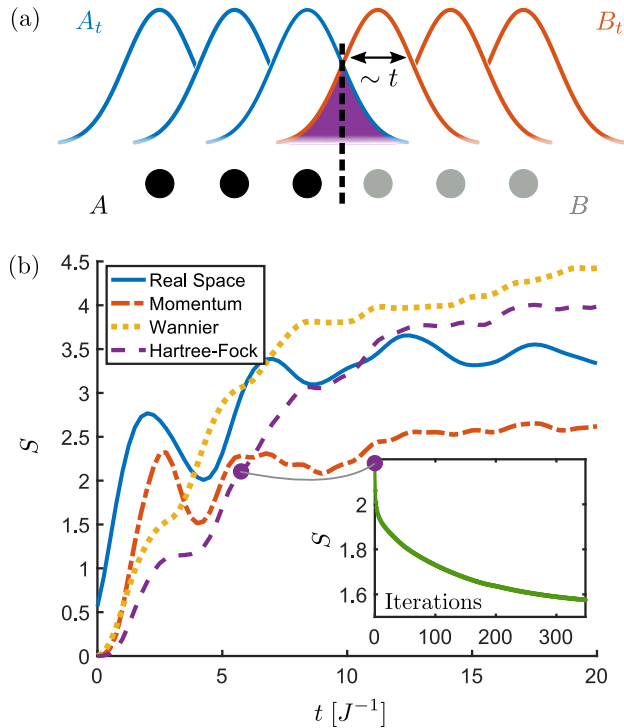 (a)
A_t
B_t
∼ t
A
B
(b)
S
4.5
4
3.5
3
2.5
2
1.5
1
0.5
0
Real Space
Momentum
Wannier
Hartree-Fock
S
2
1.8
1.6
Iterations
0
100
200
300
0
5
10
15
20
t [J⁻¹]